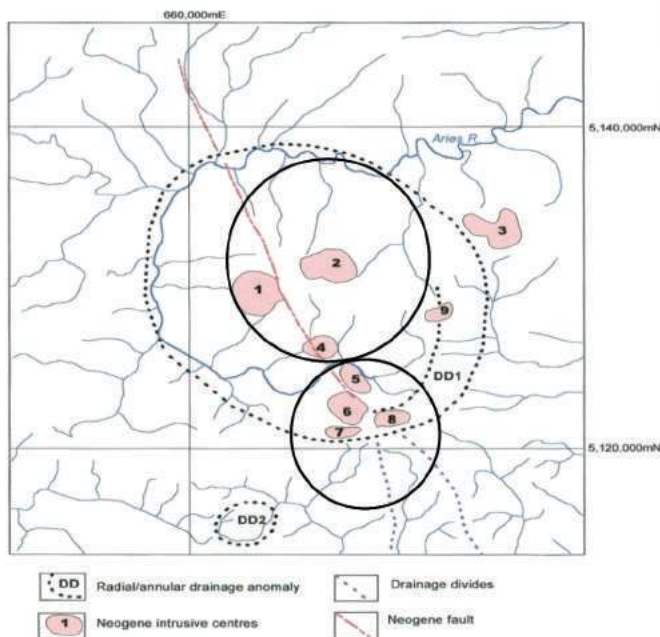 660,000mE
5,140,000mN
Aries R.
3
2
1
9
4
5
DD1
6
8
7
5,120,000mN
DD2
DD Radial/annular drainage anomaly
Drainage divides
1 Neogene intrusive centres
Neogene fault